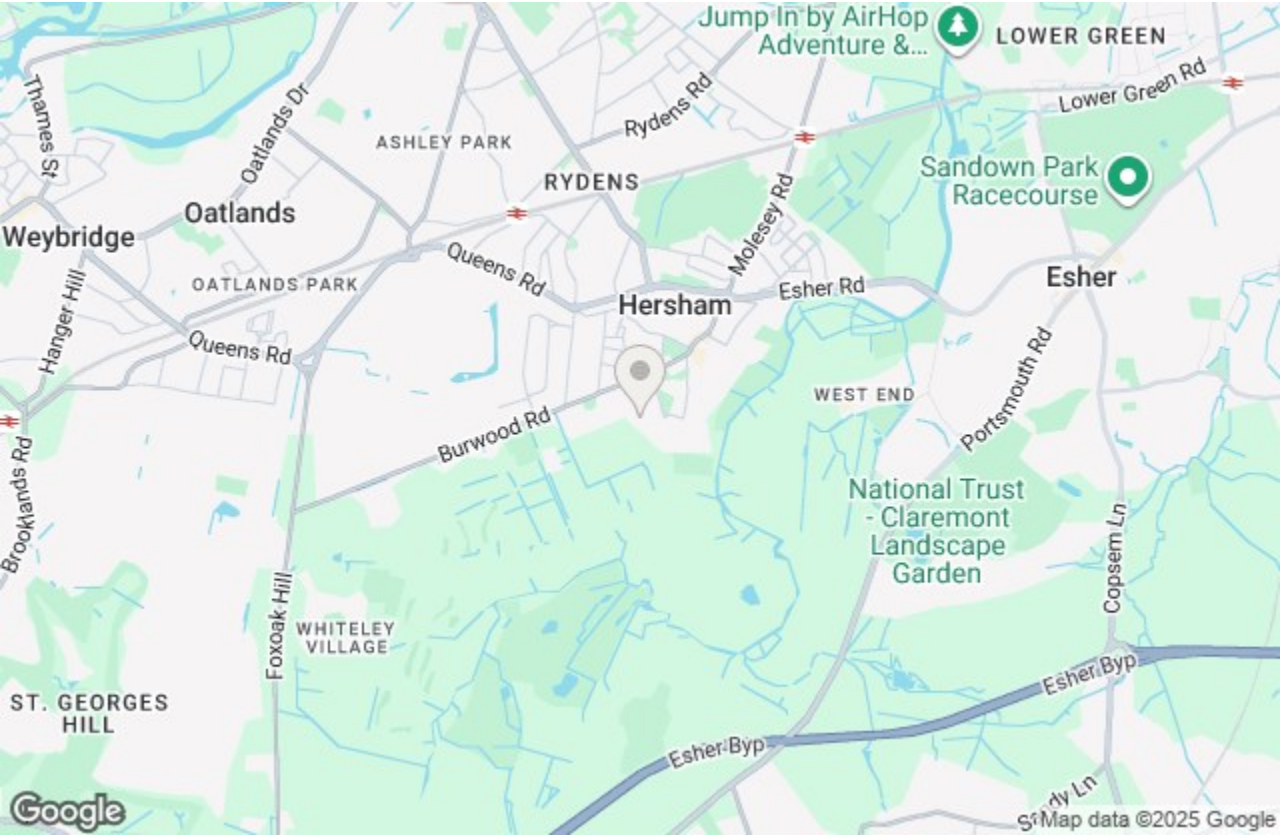 Jump In by AirHop
Adventure &...
LOWER GREEN
Thames St
Oatlands Dr
Rydens Rd
Lower Green Rd
ASHLEY PARK
Sandown Park
Racecourse
RYDENS
Oatlands
Molesey Rd
Weybridge
Queens Rd
Esher
OATLANDS PARK
Esher Rd
Hersham
Hanger Hill
Queens Rd
Portsmouth Rd
WEST END
Burwood Rd
Brooklands Rd
National Trust
- Claremont
Landscape
Garden
Copsem Ln
Foxoak Hill
WHITELEY
VILLAGE
Esher Byp
ST. GEORGES
HILL
Esher Byp
Sandy Ln
Google
Map data ©2025 Google